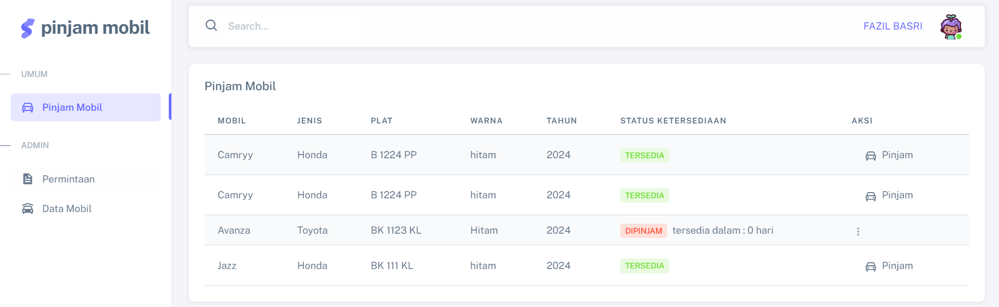 pinjam mobil
UMUM
Pinjam Mobil
ADMIN
Permintaan
Data Mobil
Search...
FAZIL BASRI
Pinjam Mobil
MOBIL JENIS PLAT WARNA TAHUN STATUS KETERSEDIAAN AKSI
Camryy Honda B 1224 PP hitam 2024 TERSEDIA Pinjam
Camryy Honda B 1224 PP hitam 2024 TERSEDIA Pinjam
Avanza Toyota BK 1123 KL Hitam 2024 DIPINJAM tersedia dalam : 0 hari
Jazz Honda BK 111 KL hitam 2024 TERSEDIA Pinjam